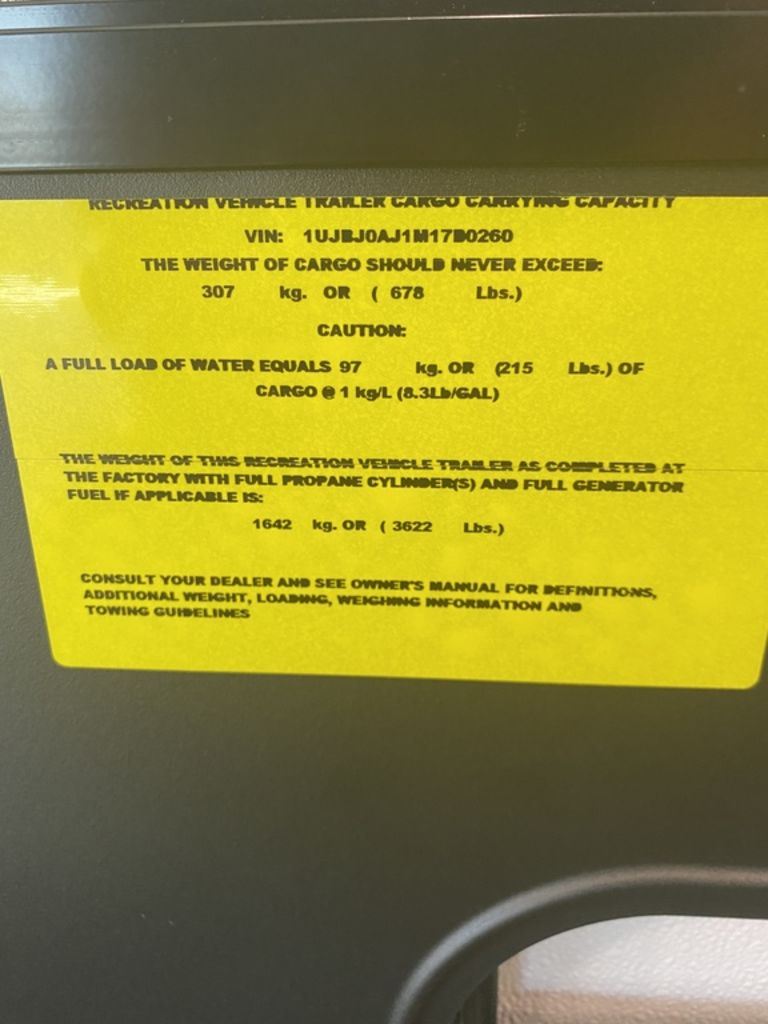 RECREATION VEHICLE TRAILER CARGO CARRYING CAPACITY
VIN: 1UJBJ0AJ1M17B0260
THE WEIGHT OF CARGO SHOULD NEVER EXCEED:
307 kg. OR ( 678 Lbs.)
CAUTION:
A FULL LOAD OF WATER EQUALS 97 kg. OR (215 Lbs.) OF
CARGO @ 1 kg/L (8.3Lb/GAL)
THE WEIGHT OF THIS RECREATION VEHICLE TRAILER AS COMPLETED AT
THE FACTORY WITH FULL PROPANE CYLINDER(S) AND FULL GENERATOR
FUEL IF APPLICABLE IS:
1642 kg. OR ( 3622 Lbs.)
CONSULT YOUR DEALER AND SEE OWNER'S MANUAL FOR DEFINITIONS,
ADDITIONAL WEIGHT, LOADING, WEIGHING INFORMATION AND
TOWING GUIDELINES